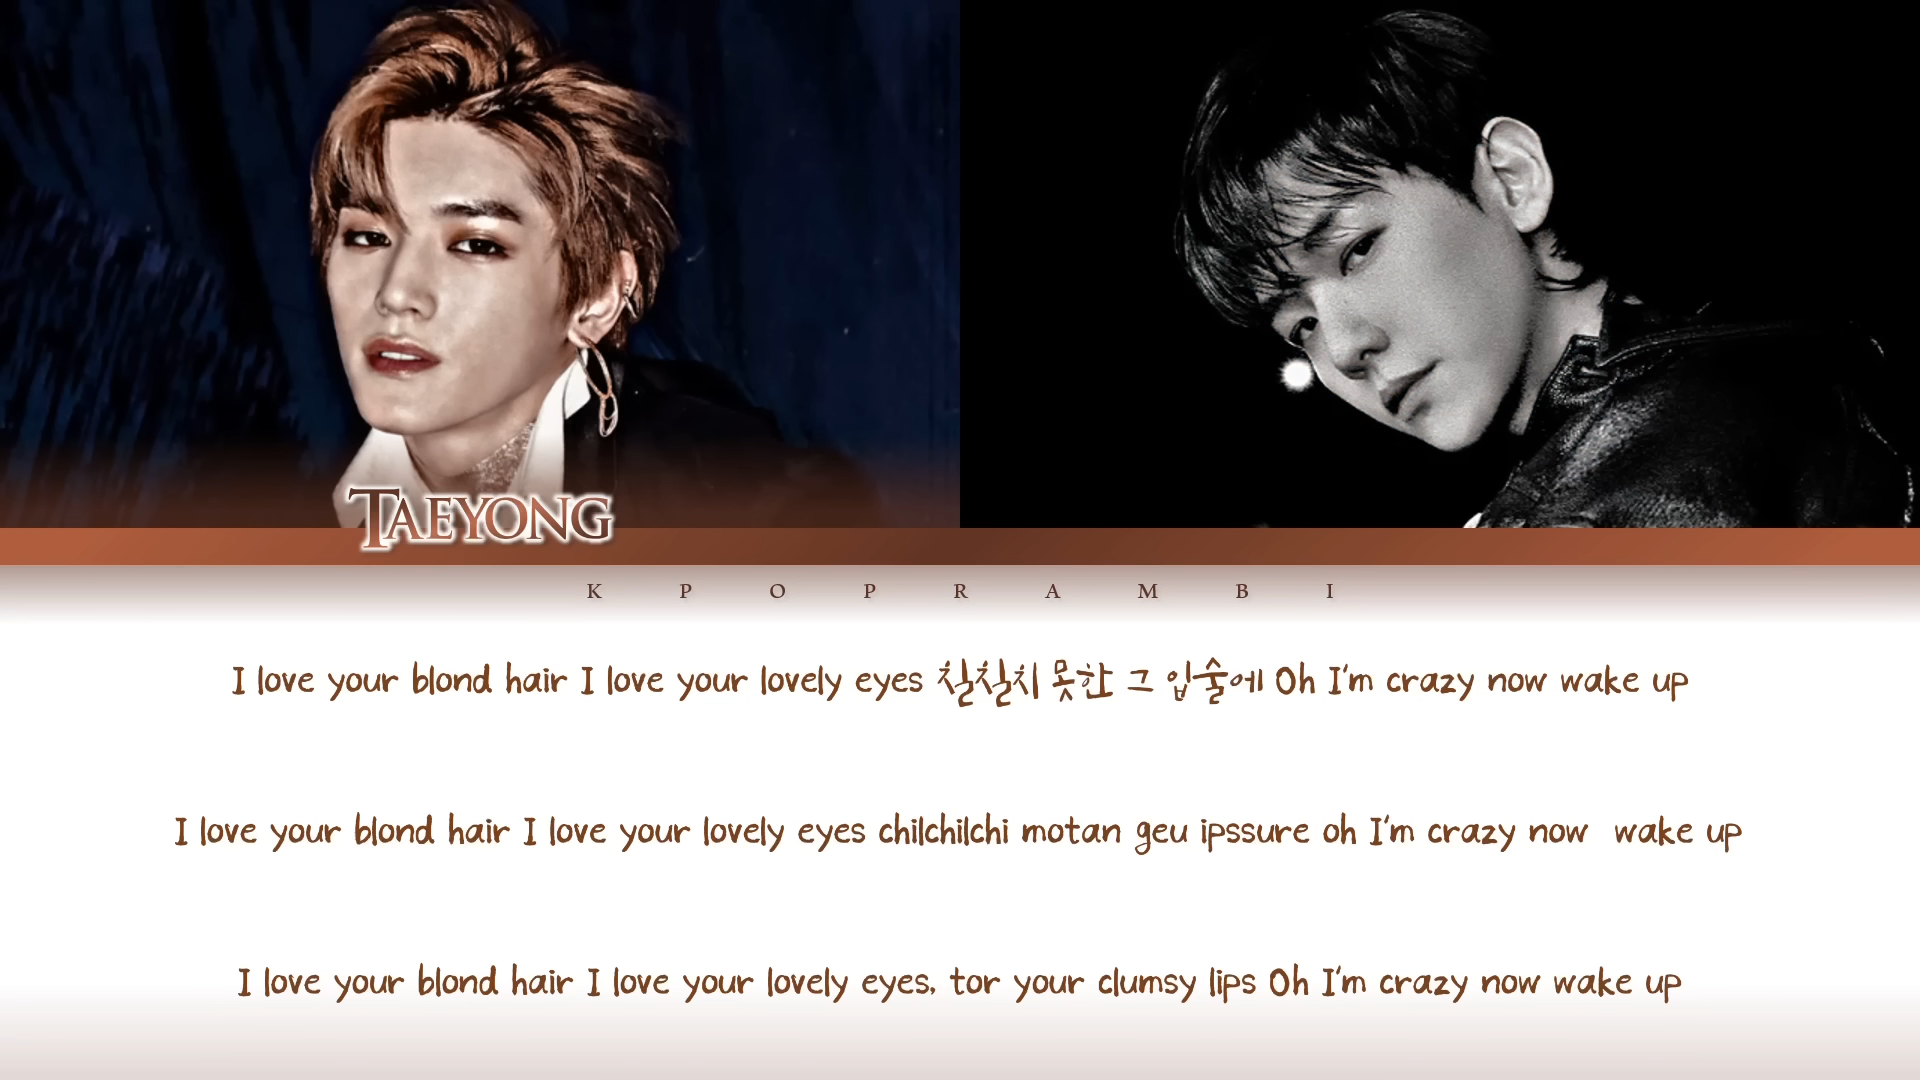 TAEYONG
K P O P R A M B I
I love your blond hair I love your lovely eyes 칠칠치 못한 그 입술에 Oh I'm crazy now wake up
I love your blond hair I love your lovely eyes chilchilchi motan geu ipssure oh I'm crazy now wake up
I love your blond hair I love your lovely eyes, tor your clumsy lips Oh I'm crazy now wake up